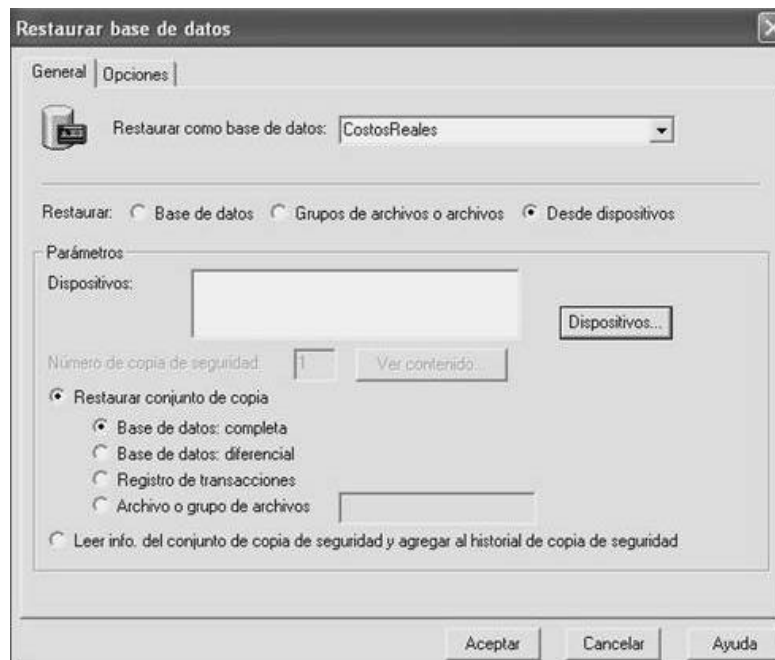 Restaurar base de datos
General Opciones
Restaurar como base de datos: CostosReales
Restaurar: Base de datos Grupos de archivos o archivos Desde dispositivos
Parámetros
Dispositivos:
Dispositivos...
Número de copia de seguridad 1 Ver contenido...
Restaurar conjunto de copia
Base de datos: completa
Base de datos: diferencial
Registro de transacciones
Archivo o grupo de archivos
Leer info. del conjunto de copia de seguridad y agregar al historial de copia de seguridad
Aceptar Cancelar Ayuda